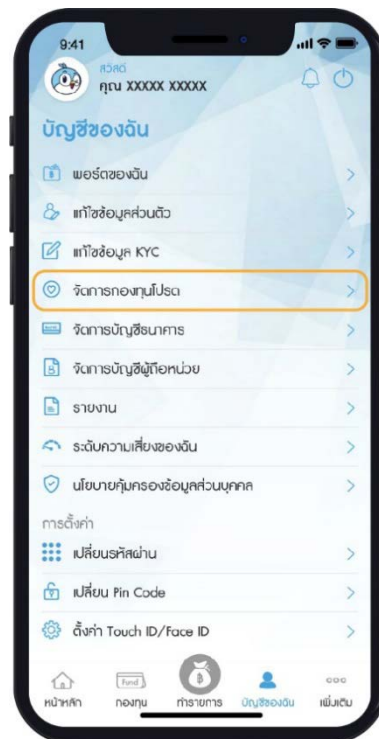 9:41
สวัสดี
คุณ XXXXX XXXXX
บัญชีของฉัน
พอร์ตของฉัน
แก้ไขข้อมูลส่วนตัว
แก้ไขข้อมูล KYC
จัดการกองทุนโปรด
จัดการบัญชีธนาคาร
จัดการบัญชีผู้ถือหน่วย
รายงาน
ระดับความเสี่ยงของฉัน
นโยบายคุ้มครองข้อมูลส่วนบุคคล
การตั้งค่า
เปลี่ยนรหัสผ่าน
เปลี่ยน Pin Code
ตั้งค่า Touch ID/Face ID
Fund
หน้าหลัก กองทุน ทำรายการ บัญชีของฉัน เพิ่มเติม